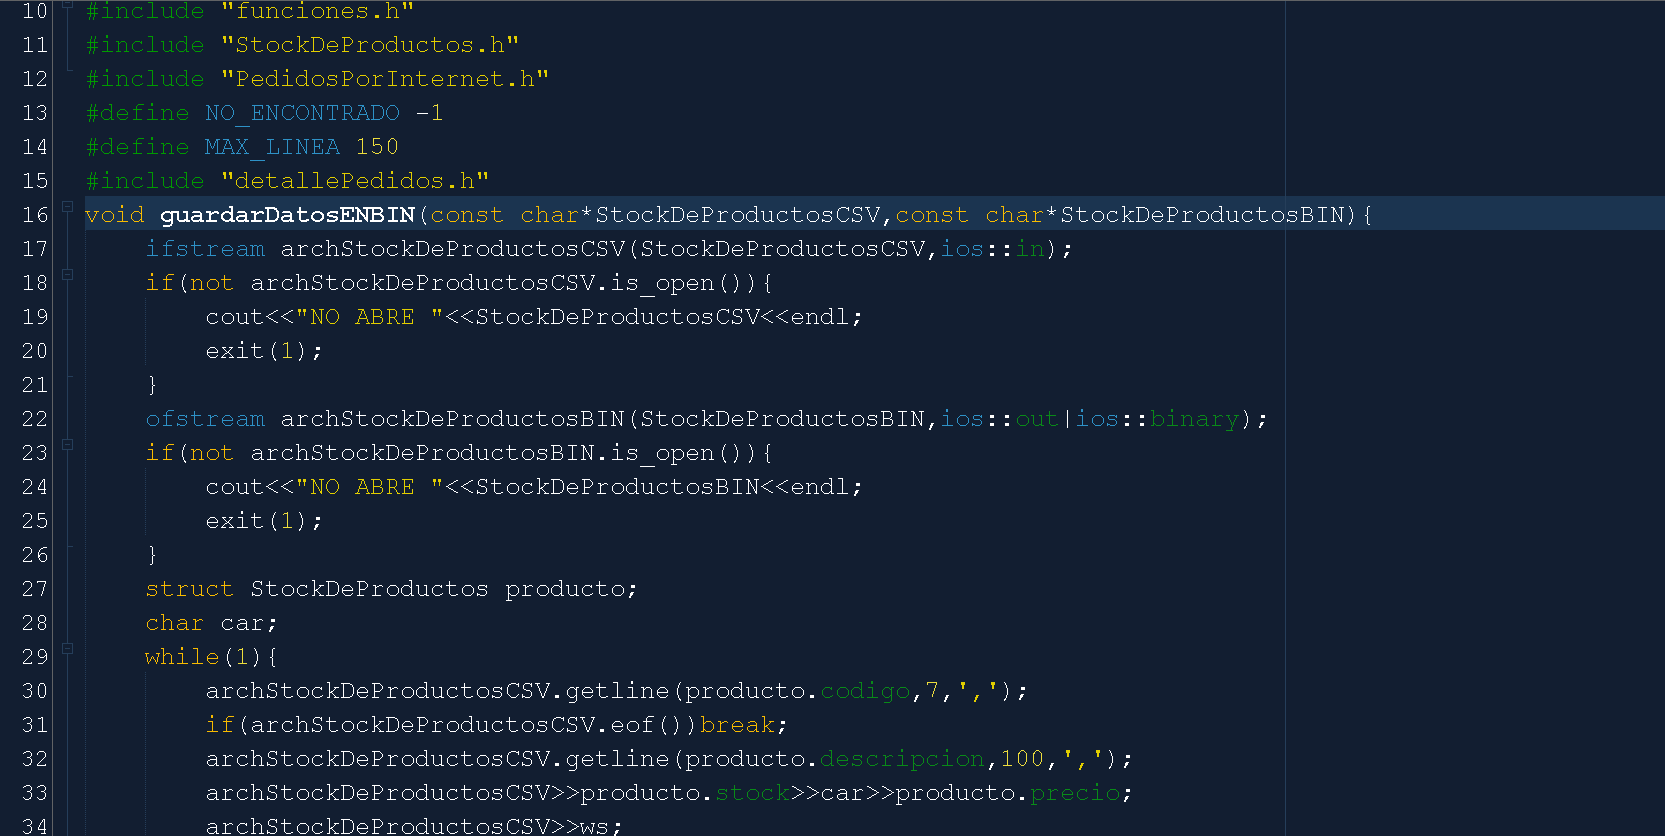 10 #include "funciones.h"
11 #include "StockDeProductos.h"
12 #include "PedidosPorInternet.h"
13 #define NO_ENCONTRADO -1
14 #define MAX_LINEA 150
15 #include "detallePedidos.h"
16 void guardarDatosENBIN(const char*StockDeProductosCSV,const char*StockDeProductosBIN){
17     ifstream archStockDeProductosCSV(StockDeProductosCSV,ios::in);
18     if(not archStockDeProductosCSV.is_open()){
19         cout<<"NO ABRE "<<StockDeProductosCSV<<endl;
20         exit(1);
21     }
22     ofstream archStockDeProductosBIN(StockDeProductosBIN,ios::out|ios::binary);
23     if(not archStockDeProductosBIN.is_open()){
24         cout<<"NO ABRE "<<StockDeProductosBIN<<endl;
25         exit(1);
26     }
27     struct StockDeProductos producto;
28     char car;
29     while(1){
30         archStockDeProductosCSV.getline(producto.codigo,7,',');
31         if(archStockDeProductosCSV.eof())break;
32         archStockDeProductosCSV.getline(producto.descripcion,100,',');
33         archStockDeProductosCSV>>producto.stock>>car>>producto.precio;
34         archStockDeProductosCSV>>ws;